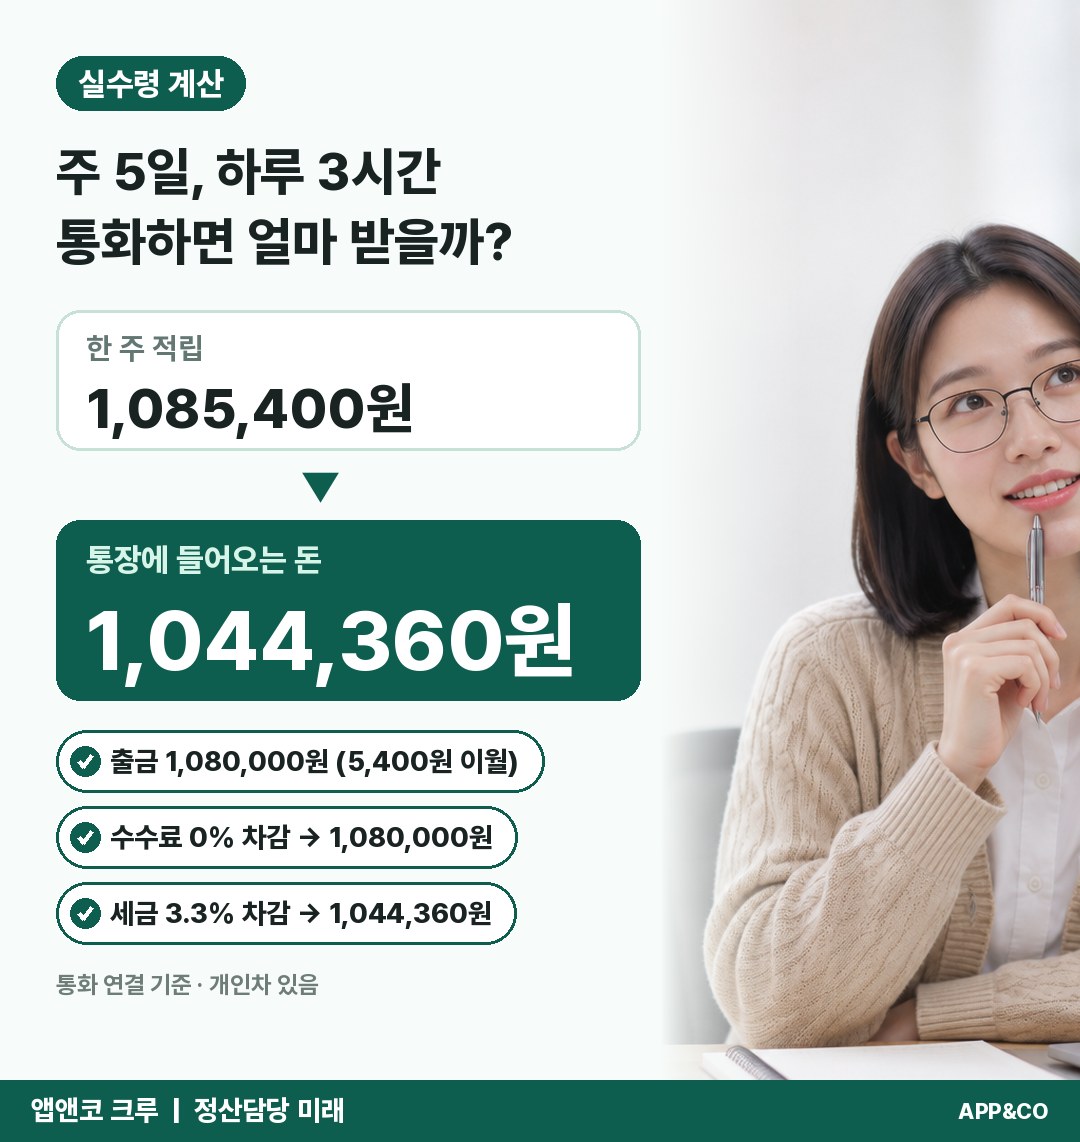 실수령 계산
주 5일, 하루 3시간
통화하면 얼마 받을까?
한 주 적립
1,085,400원
통장에 들어오는 돈
1,044,360원
출금 1,080,000원 (5,400원 이월)
수수료 0% 차감 → 1,080,000원
세금 3.3% 차감 → 1,044,360원
통화 연결 기준 · 개인차 있음
앱앤코 크루 | 정산담당 미래
APP&CO